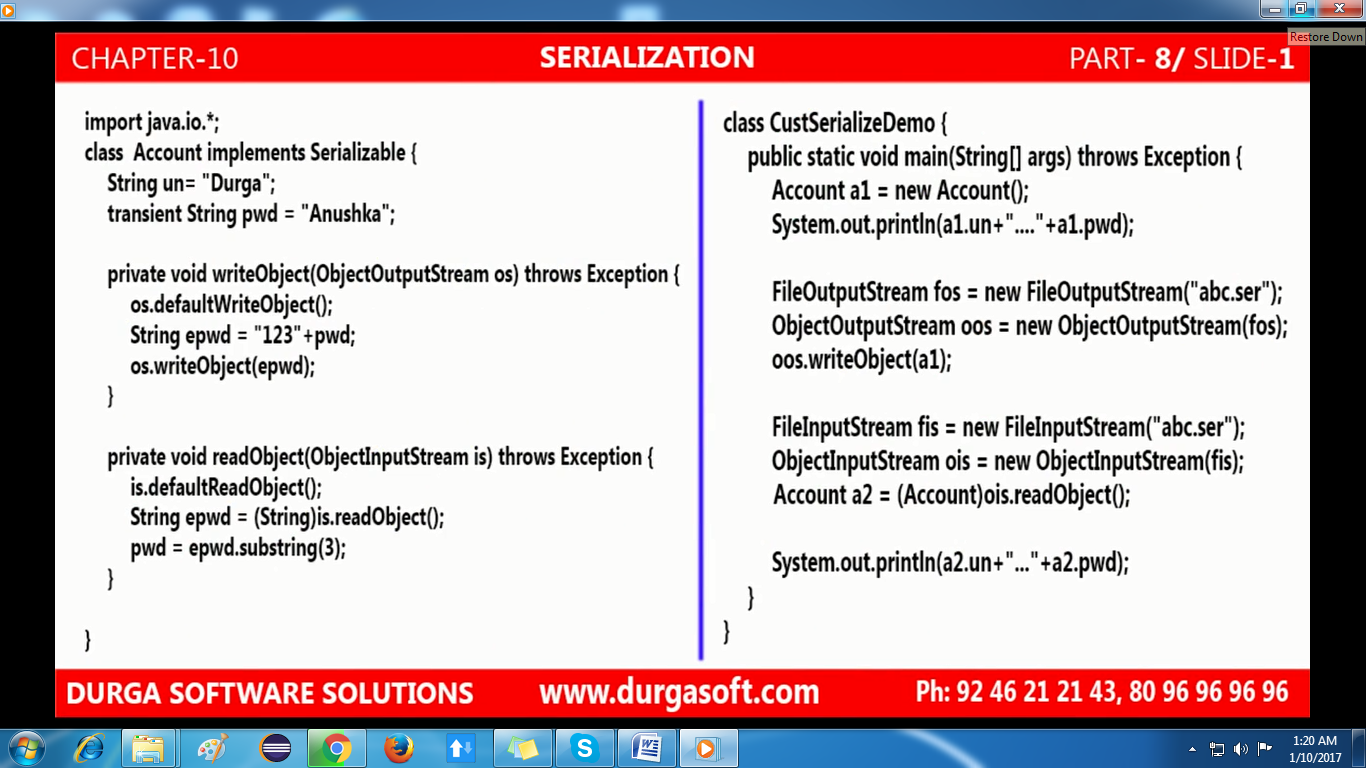 Restore Down
CHAPTER-10 SERIALIZATION PART- 8/ SLIDE-1
import java.io.*;
class Account implements Serializable {
String un= "Durga";
transient String pwd = "Anushka";
private void writeObject(ObjectOutputStream os) throws Exception {
os.defaultWriteObject();
String epwd = "123"+pwd;
os.writeObject(epwd);
}
private void readObject(ObjectInputStream is) throws Exception {
is.defaultReadObject();
String epwd = (String)is.readObject();
pwd = epwd.substring(3);
}
}
class CustSerializeDemo {
public static void main(String[] args) throws Exception {
Account a1 = new Account();
System.out.println(a1.un+"...."+a1.pwd);
FileOutputStream fos = new FileOutputStream("abc.ser");
ObjectOutputStream oos = new ObjectOutputStream(fos);
oos.writeObject(a1);
FileInputStream fis = new FileInputStream("abc.ser");
ObjectInputStream ois = new ObjectInputStream(fis);
Account a2 = (Account)ois.readObject();
System.out.println(a2.un+"..."+a2.pwd);
}
}
DURGA SOFTWARE SOLUTIONS www.durgasoft.com Ph: 92 46 21 21 43, 80 96 96 96 96
1:20 AM
1/10/2017